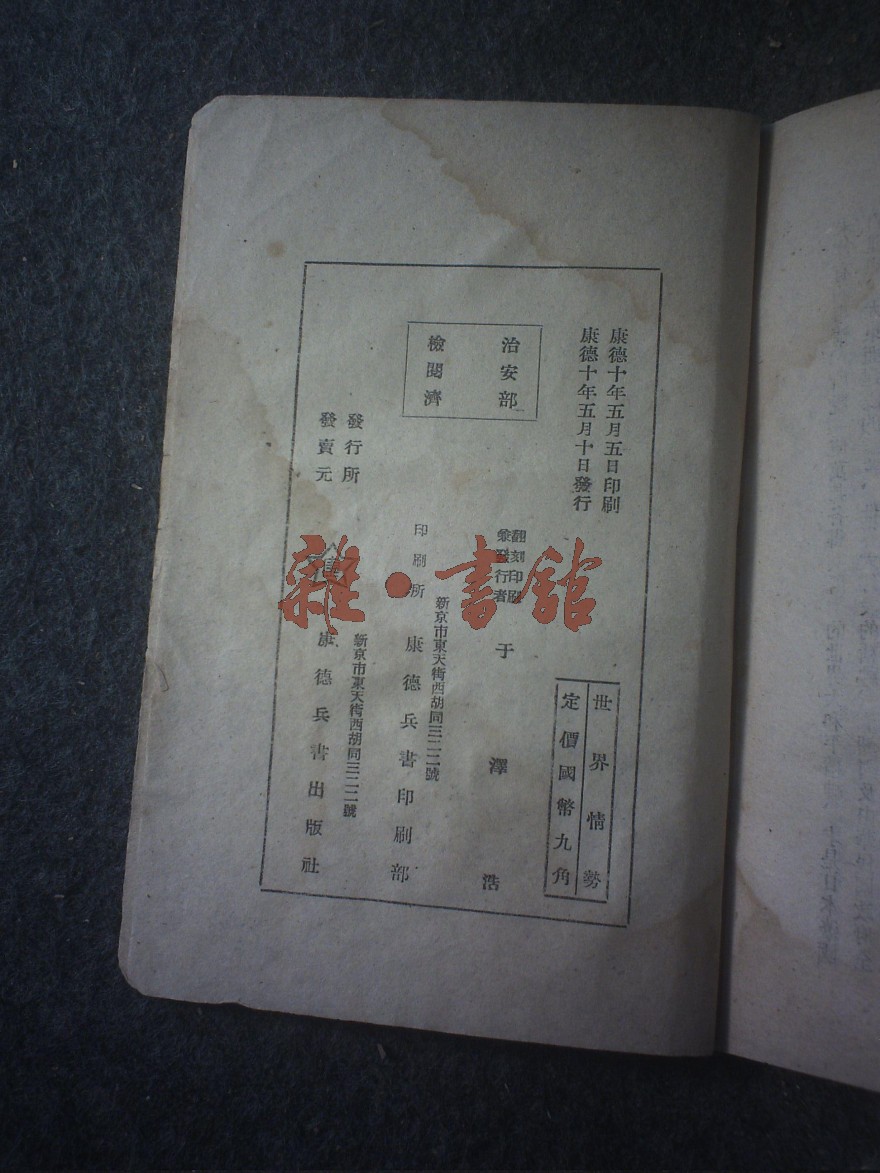 康德十年五月五日印刷
康德十年五月十日發行
世界情勢
定價國幣九角
治安部
檢閱濟
翻刻印刷
兼發行者
于澤浩
新京市東天街西胡同三二二號
印刷所 康德兵書印刷部
新京市東天街西胡同三二二號
發行所
發賣元
康德兵書出版社
雜·書館